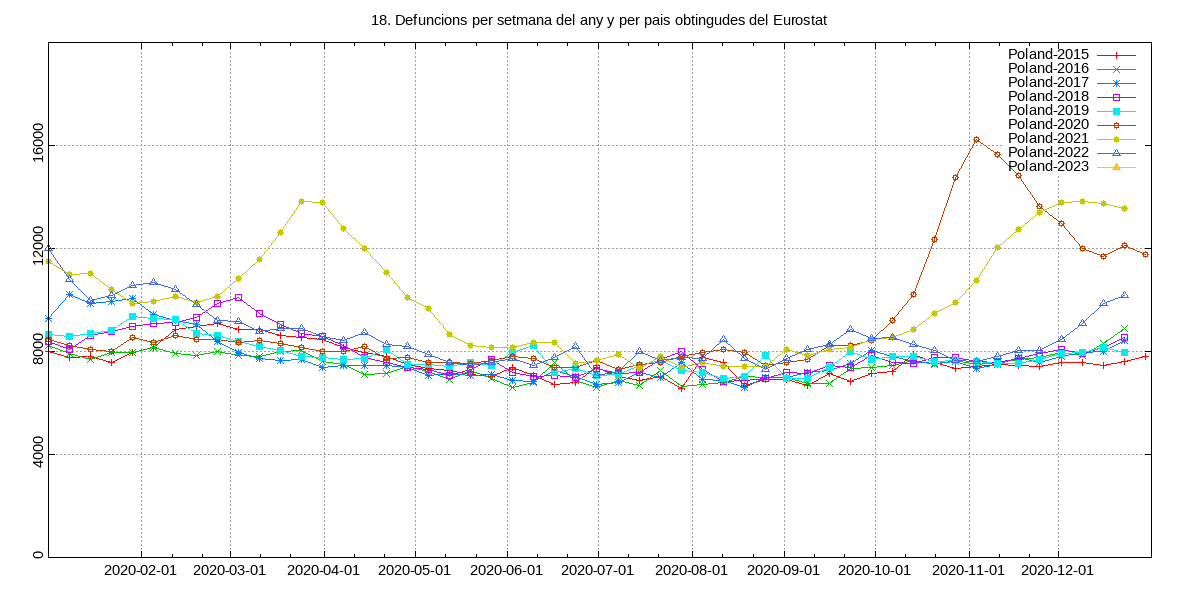 18. Defuncions per setmana del any y per pais obtingudes del Eurostat
Poland-2015
Poland-2016
Poland-2017
Poland-2018
Poland-2019
Poland-2020
Poland-2021
Poland-2022
Poland-2023
16000
12000
8000
4000
0
2020-02-01 2020-03-01 2020-04-01 2020-05-01 2020-06-01 2020-07-01 2020-08-01 2020-09-01 2020-10-01 2020-11-01 2020-12-01